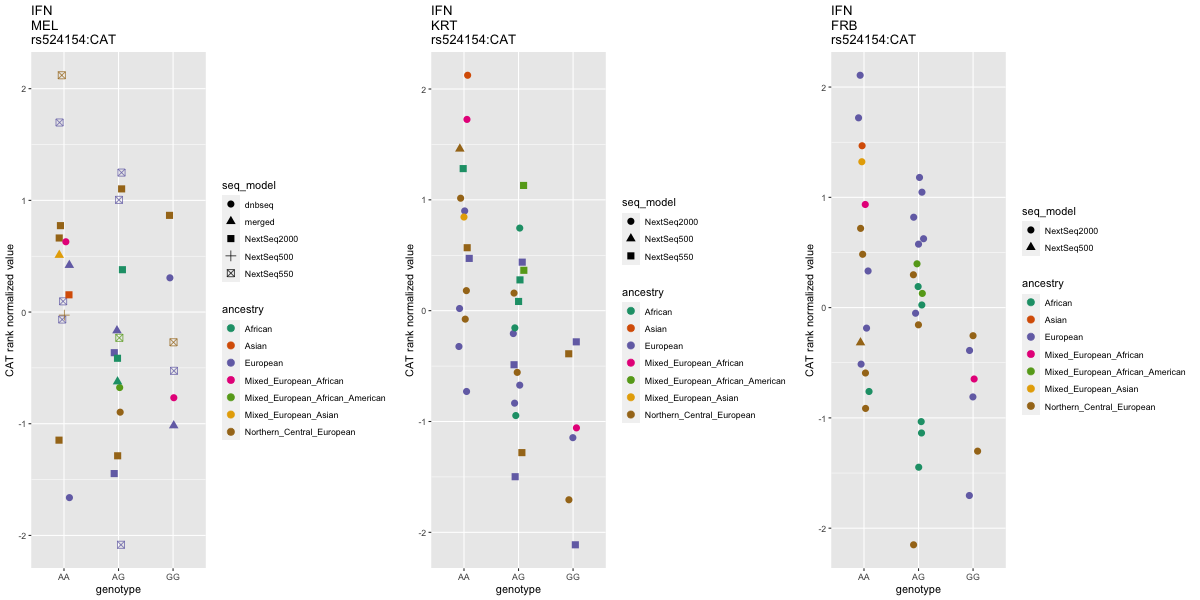 IFN
MEL
rs524154:CAT
CAT rank normalized value
2
1
0
-1
-2
AA
AG
GG
genotype
seq_model
dnbseq
merged
NextSeq2000
NextSeq500
NextSeq550
ancestry
African
Asian
European
Mixed_European_African
Mixed_European_African_American
Mixed_European_Asian
Northern_Central_European
IFN
KRT
rs524154:CAT
CAT rank normalized value
2
1
0
-1
-2
AA
AG
GG
genotype
seq_model
NextSeq2000
NextSeq500
NextSeq550
ancestry
African
Asian
European
Mixed_European_African
Mixed_European_African_American
Mixed_European_Asian
Northern_Central_European
IFN
FRB
rs524154:CAT
CAT rank normalized value
2
1
0
-1
-2
AA
AG
GG
genotype
seq_model
NextSeq2000
NextSeq500
ancestry
African
Asian
European
Mixed_European_African
Mixed_European_African_American
Mixed_European_Asian
Northern_Central_European